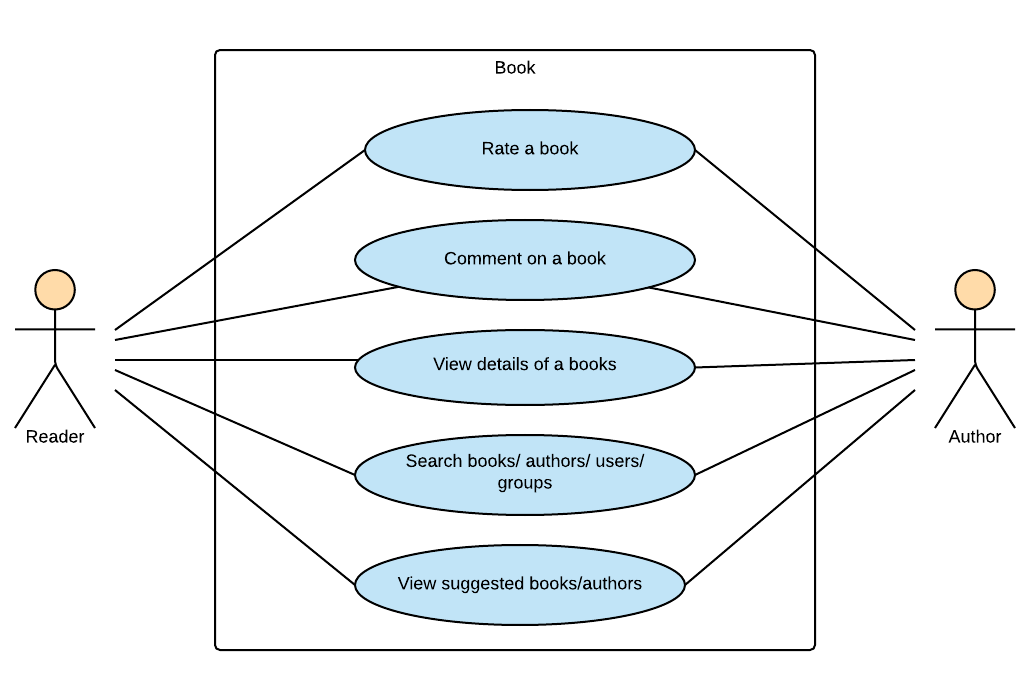 Book
Rate a book
Comment on a book
View details of a books
Search books/ authors/ users/
groups
View suggested books/authors
Reader
Author